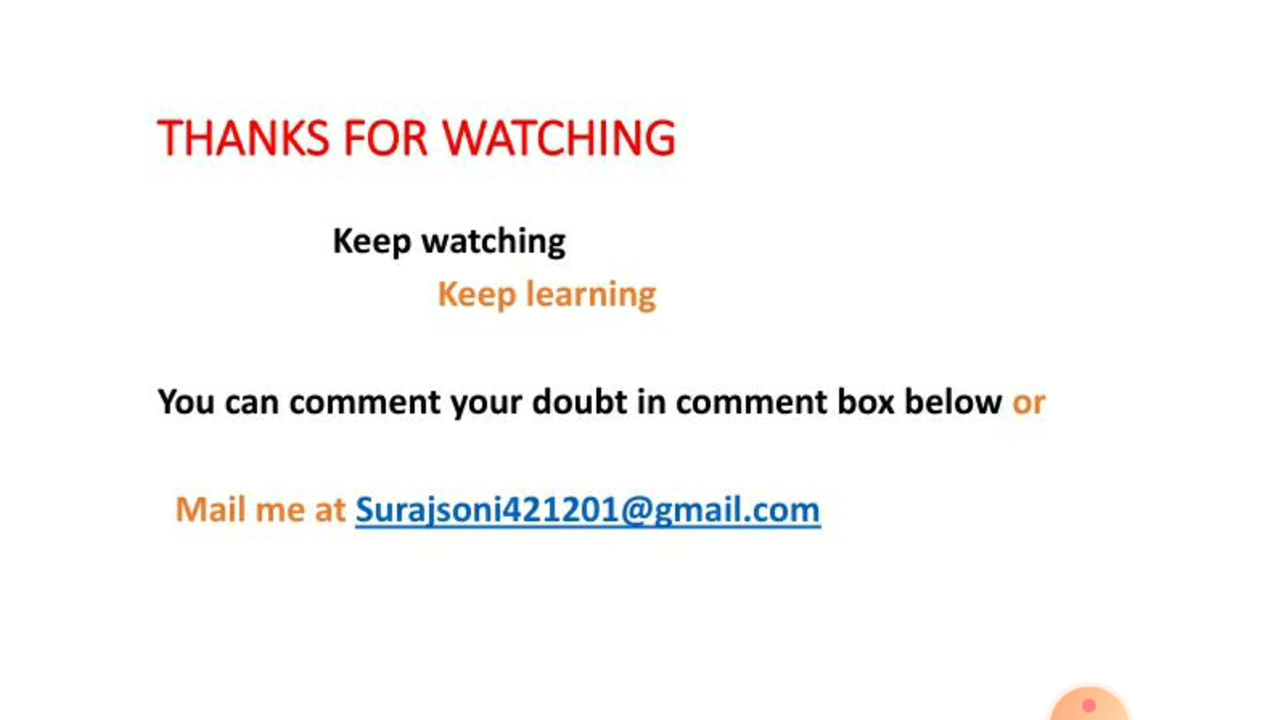 THANKS FOR WATCHING
Keep watching
Keep learning
You can comment your doubt in comment box below or
Mail me at Surajsoni421201@gmail.com